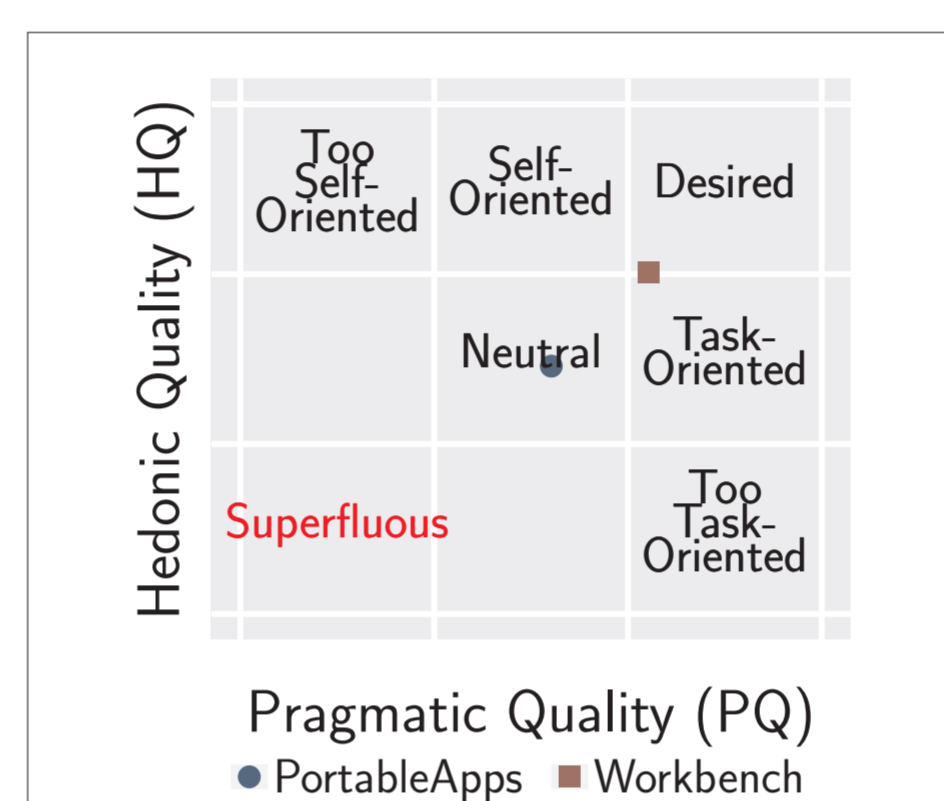 Hedonic Quality (HQ)
Too
Self-
Oriented
Self-
Oriented
Desired
Neutral
Task-
Oriented
Superfluous
Too
Task-
Oriented
Pragmatic Quality (PQ)
PortableApps
Workbench